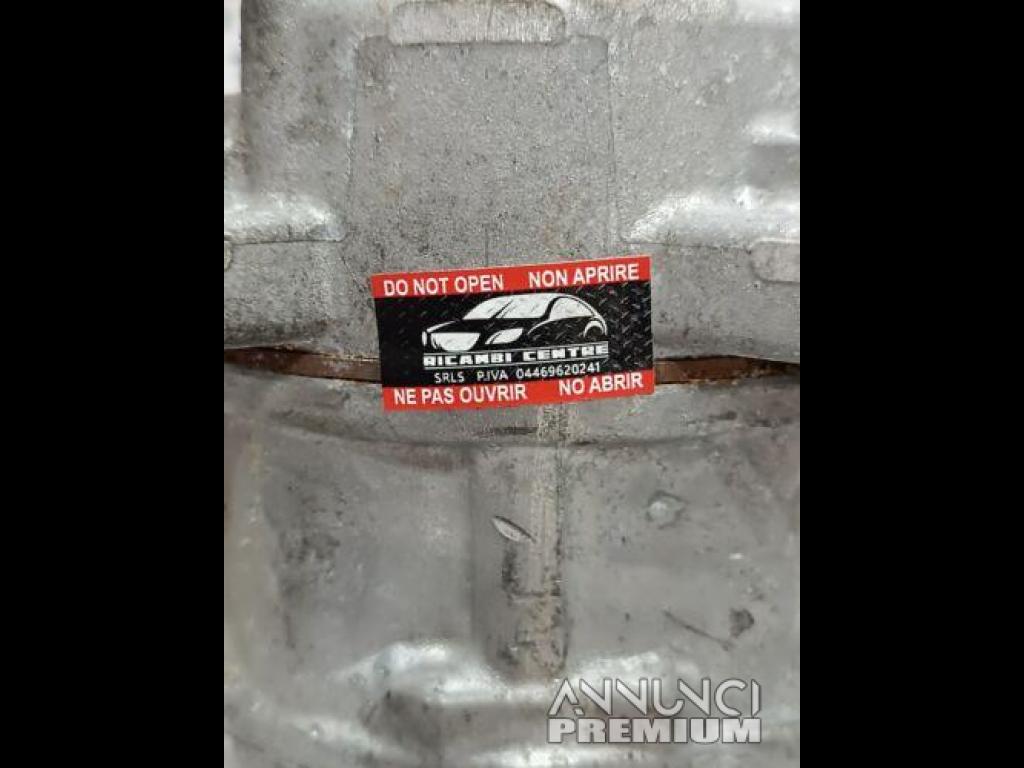 DO NOT OPEN NON APRIRE
RICAMBI CENTRE
SRLS P.IVA 04469620241
NE PAS OUVRIR NO ABRIR
ANNUNCI
PREMIUM